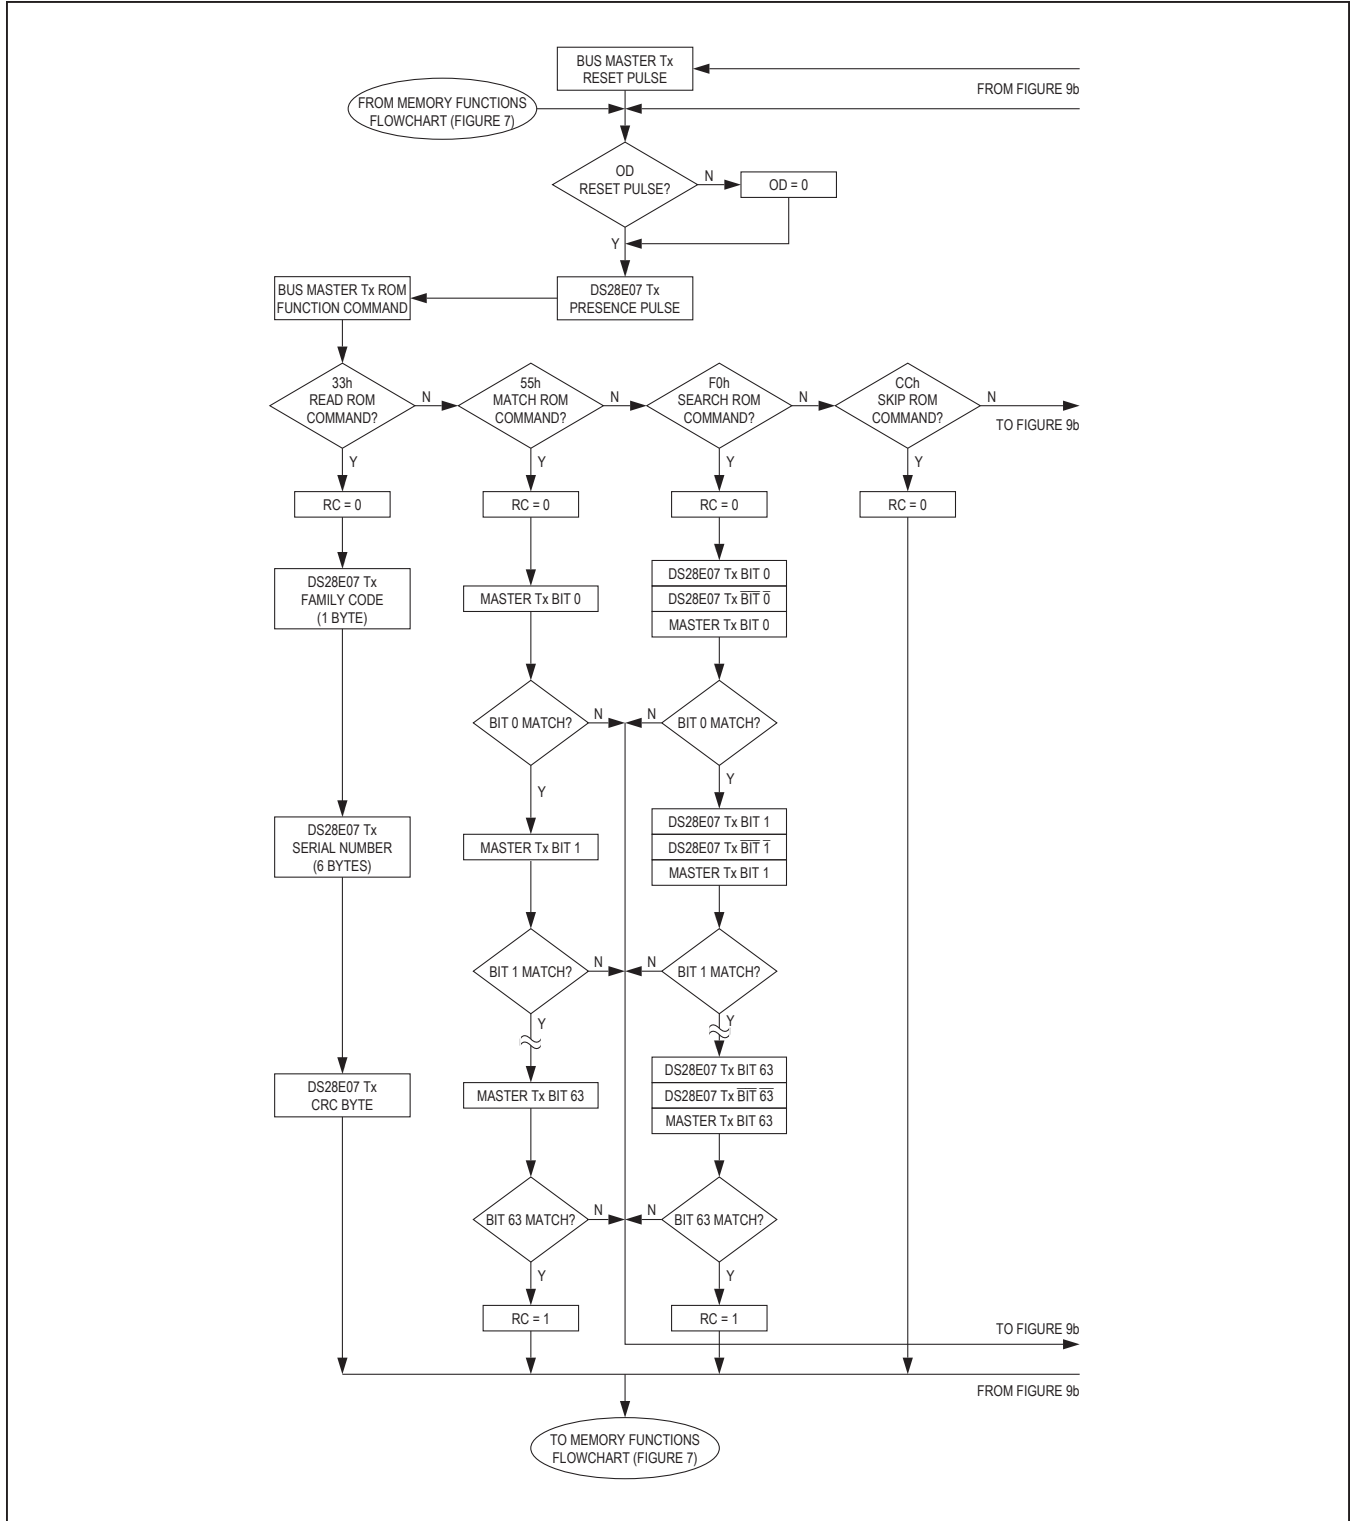 BUS MASTER Tx
RESET PULSE
FROM FIGURE 9b
FROM MEMORY FUNCTIONS
FLOWCHART (FIGURE 7)
OD
RESET PULSE?
N
OD = 0
Y
BUS MASTER Tx ROM
FUNCTION COMMAND
DS28E07 Tx
PRESENCE PULSE
33h
READ ROM
COMMAND?
N
55h
MATCH ROM
COMMAND?
N
F0h
SEARCH ROM
COMMAND?
N
CCh
SKIP ROM
COMMAND?
N
TO FIGURE 9b
Y
Y
Y
Y
RC = 0
RC = 0
RC = 0
RC = 0
DS28E07 Tx
FAMILY CODE
(1 BYTE)
MASTER Tx BIT 0
DS28E07 Tx BIT 0
DS28E07 Tx B̅I̅T̅ 0̅
MASTER Tx BIT 0
BIT 0 MATCH?
N
N
BIT 0 MATCH?
Y
Y
DS28E07 Tx
SERIAL NUMBER
(6 BYTES)
MASTER Tx BIT 1
DS28E07 Tx BIT 1
DS28E07 Tx B̅I̅T̅ 1̅
MASTER Tx BIT 1
BIT 1 MATCH?
N
N
BIT 1 MATCH?
Y
Y
DS28E07 Tx
CRC BYTE
MASTER Tx BIT 63
DS28E07 Tx BIT 63
DS28E07 Tx B̅I̅T̅ 6̅3̅
MASTER Tx BIT 63
BIT 63 MATCH?
N
N
BIT 63 MATCH?
Y
Y
RC = 1
RC = 1
TO FIGURE 9b
FROM FIGURE 9b
TO MEMORY FUNCTIONS
FLOWCHART (FIGURE 7)